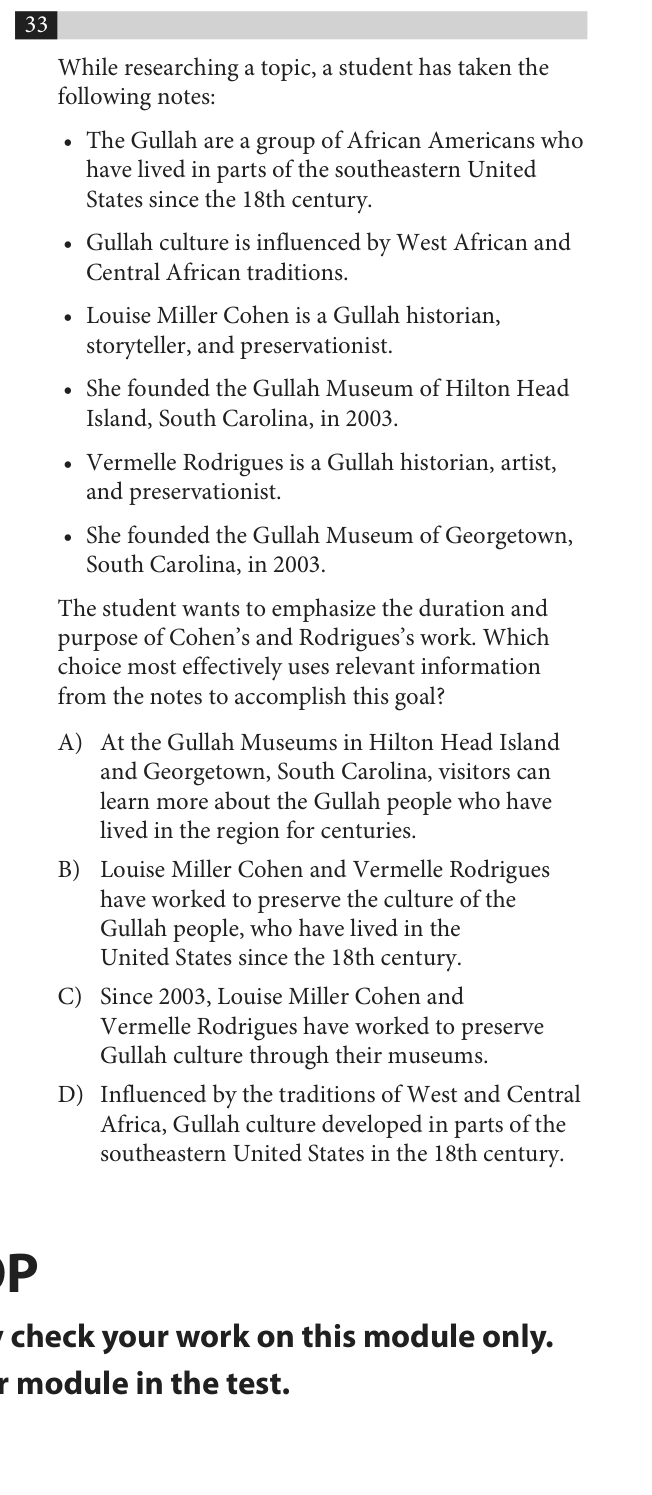 33
While researching a topic, a student has taken the
following notes:
• The Gullah are a group of African Americans who
have lived in parts of the southeastern United
States since the 18th century.
• Gullah culture is influenced by West African and
Central African traditions.
• Louise Miller Cohen is a Gullah historian,
storyteller, and preservationist.
• She founded the Gullah Museum of Hilton Head
Island, South Carolina, in 2003.
• Vermelle Rodrigues is a Gullah historian, artist,
and preservationist.
• She founded the Gullah Museum of Georgetown,
South Carolina, in 2003.
The student wants to emphasize the duration and
purpose of Cohen’s and Rodrigues’s work. Which
choice most effectively uses relevant information
from the notes to accomplish this goal?
A) At the Gullah Museums in Hilton Head Island
and Georgetown, South Carolina, visitors can
learn more about the Gullah people who have
lived in the region for centuries.
B) Louise Miller Cohen and Vermelle Rodrigues
have worked to preserve the culture of the
Gullah people, who have lived in the
United States since the 18th century.
C) Since 2003, Louise Miller Cohen and
Vermelle Rodrigues have worked to preserve
Gullah culture through their museums.
D) Influenced by the traditions of West and Central
Africa, Gullah culture developed in parts of the
southeastern United States in the 18th century.
P
check your work on this module only.
module in the test.